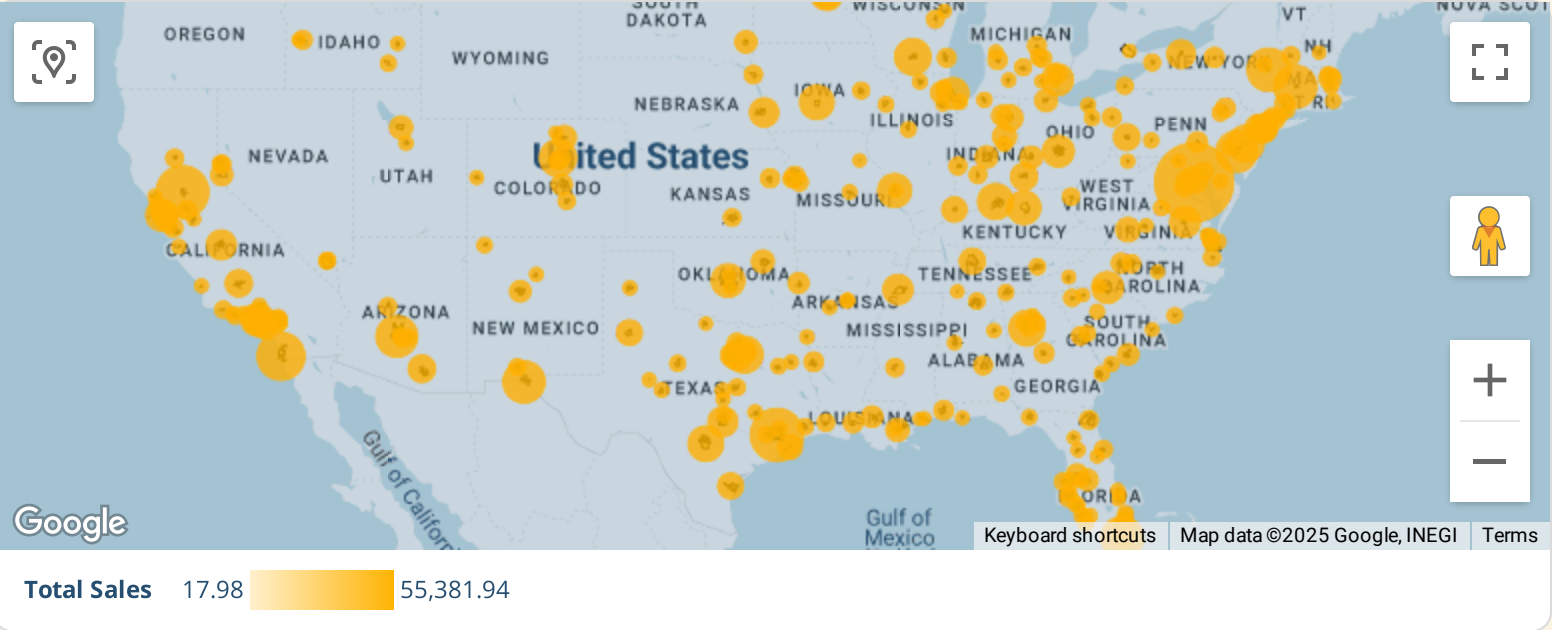 SOUTH
DAKOTA
WISCONSIN
VT
NOVA SCOT
OREGON
IDAHO
WYOMING
MICHIGAN
NH
NEW YORK
MA
CT RI
IOWA
NEBRASKA
ILLINOIS
OHIO
PENN
NEVADA
United States
INDIANA
UTAH
COLORADO
KANSAS
MISSOURI
WEST
VIRGINIA
KENTUCKY
VIRGINIA
CALIFORNIA
OKLAHOMA
TENNESSEE
NORTH
CAROLINA
ARKANSAS
ARIZONA
NEW MEXICO
MISSISSIPPI
SOUTH
CAROLINA
ALABAMA
TEXAS
GEORGIA
LOUISIANA
Gulf of California
FLORIDA
Gulf of
Mexico
Google
Keyboard shortcuts
Map data ©2025 Google, INEGI
Terms
Total Sales 17.98 55,381.94